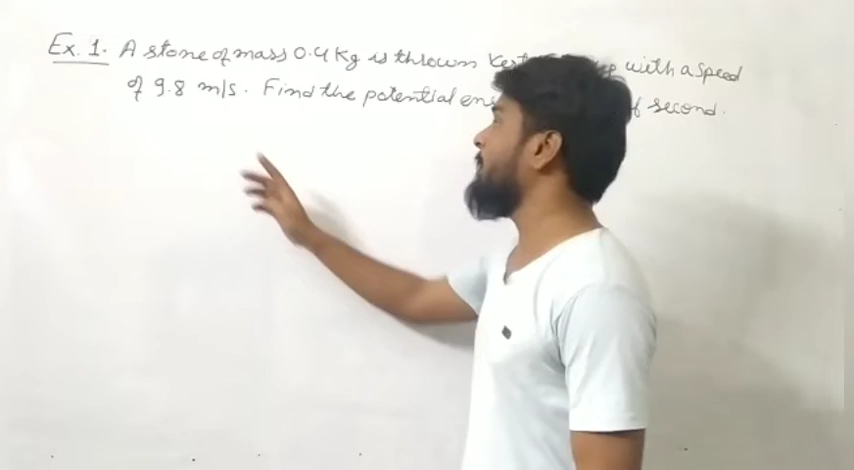 Ex. 1. A stone of mass 0.4 Kg is thrown with a speed
of 9.8 m/s. Find the potential second.